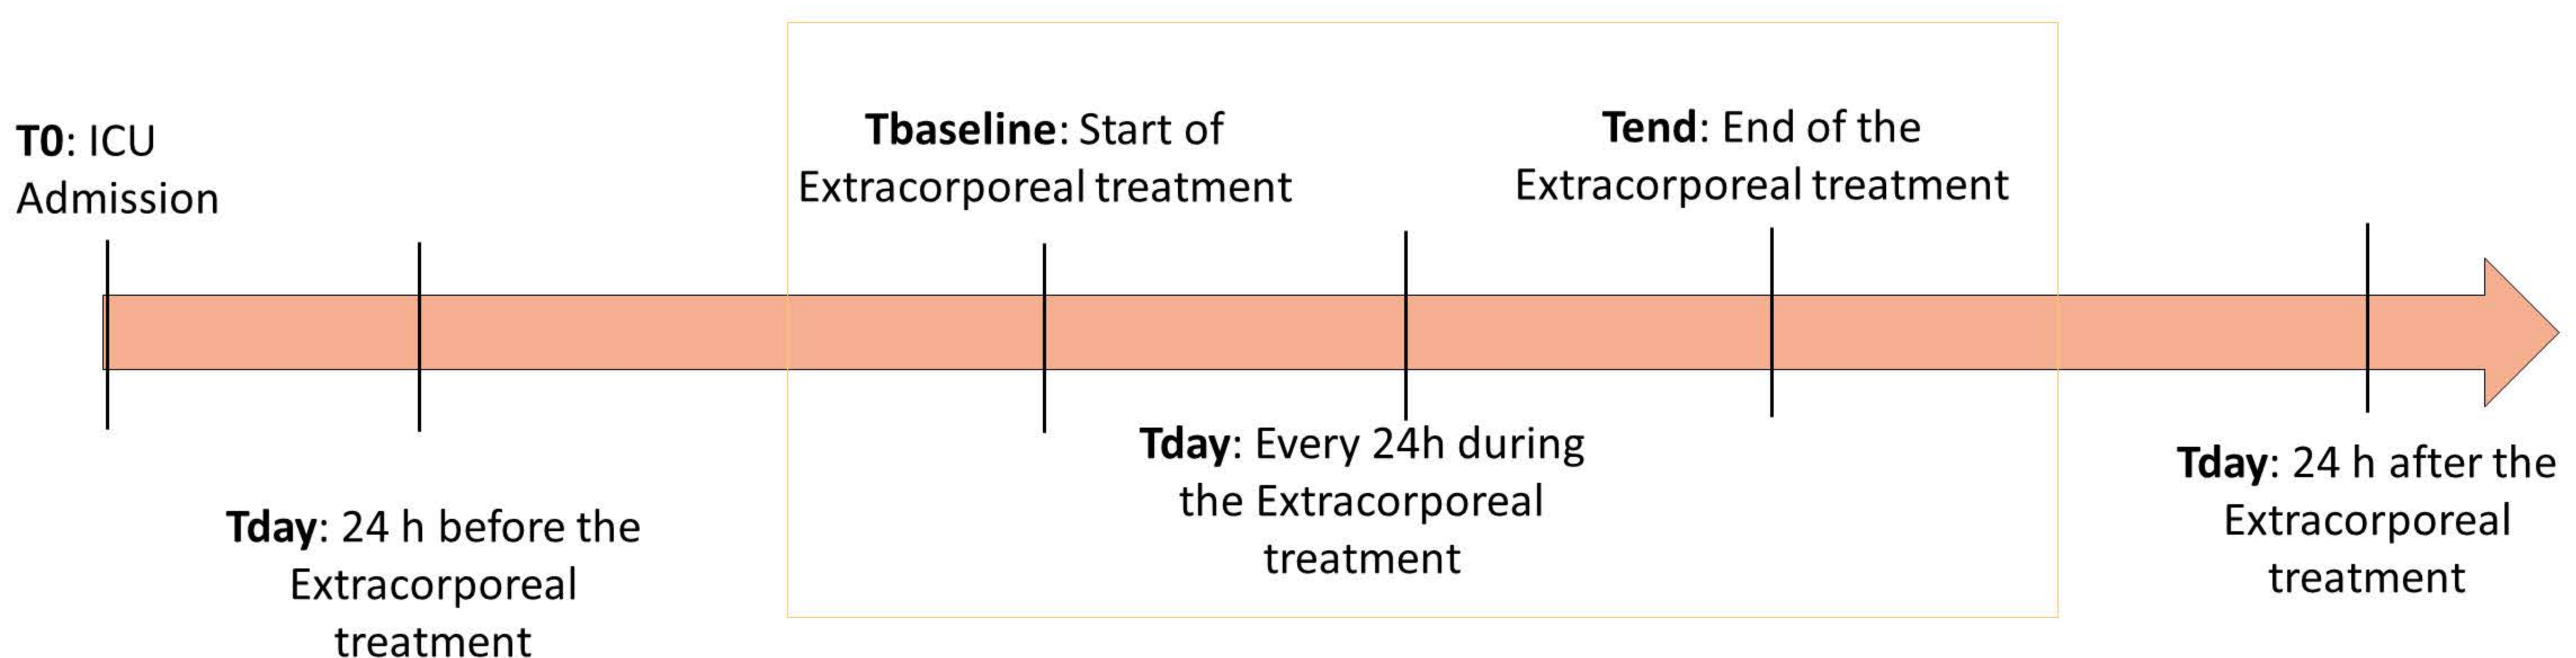 T0: ICU
Admission
Tday: 24 h before the
Extracorporeal
treatment
Tbaseline: Start of
Extracorporeal treatment
Tday: Every 24h during
the Extracorporeal
treatment
Tend: End of the
Extracorporeal treatment
Tday: 24 h after the
Extracorporeal
treatment